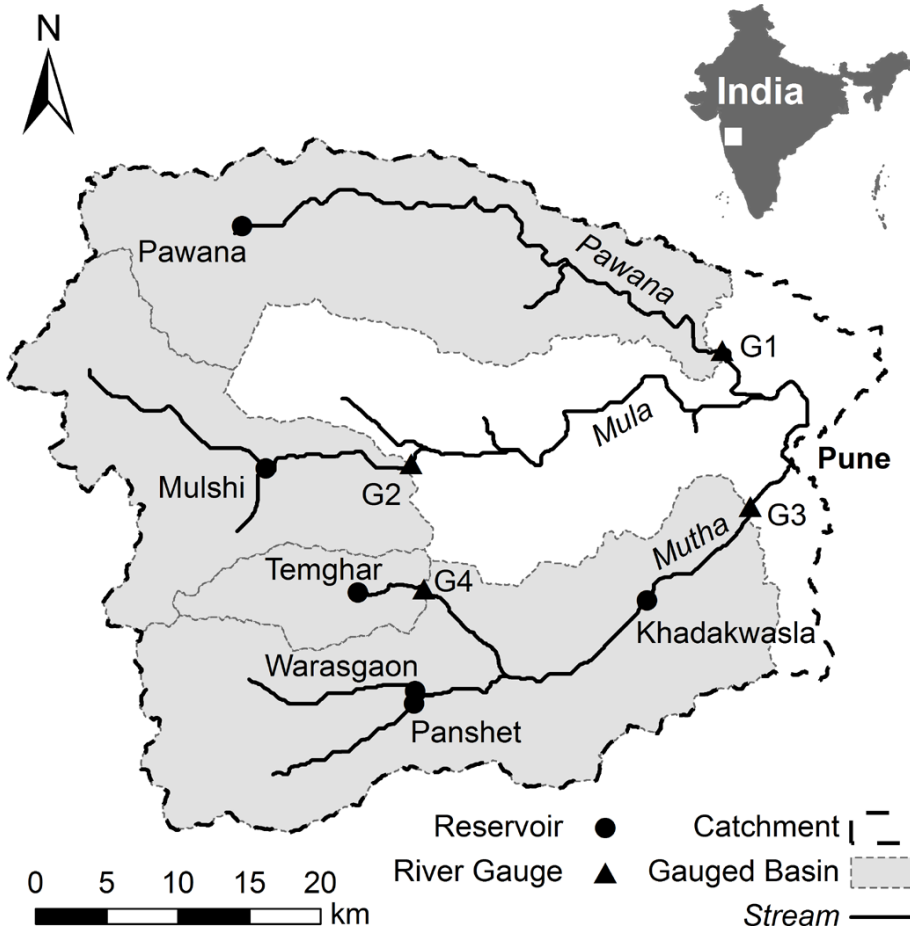 N
India
Pawana
Pawana
G1
Mula
Pune
Mulshi
G2
G3
Mutha
Temghar
G4
Khadakwasla
Warasgaon
Panshet
Reservoir
Catchment
River Gauge
Gauged Basin
0 5 10 15 20
km
Stream